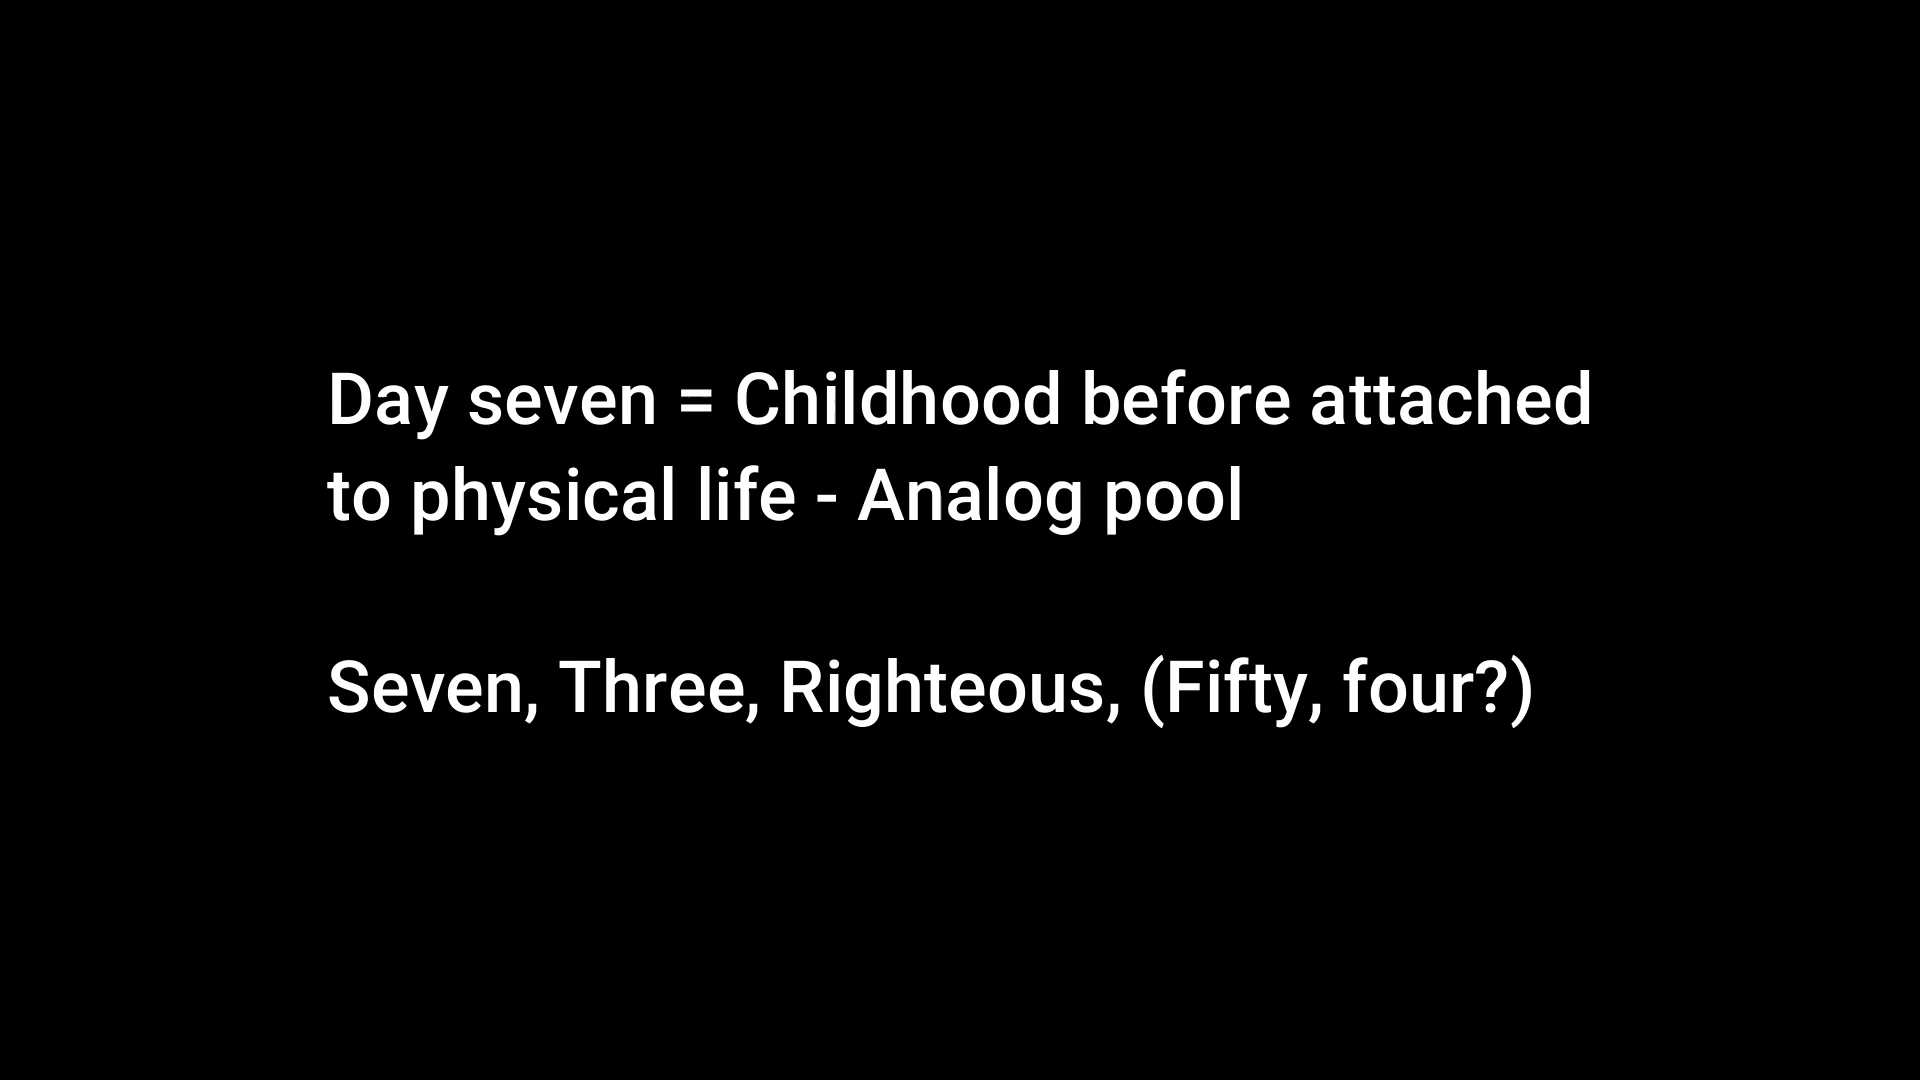 Day seven = Childhood before attached
to physical life - Analog pool
Seven, Three, Righteous, (Fifty, four?)